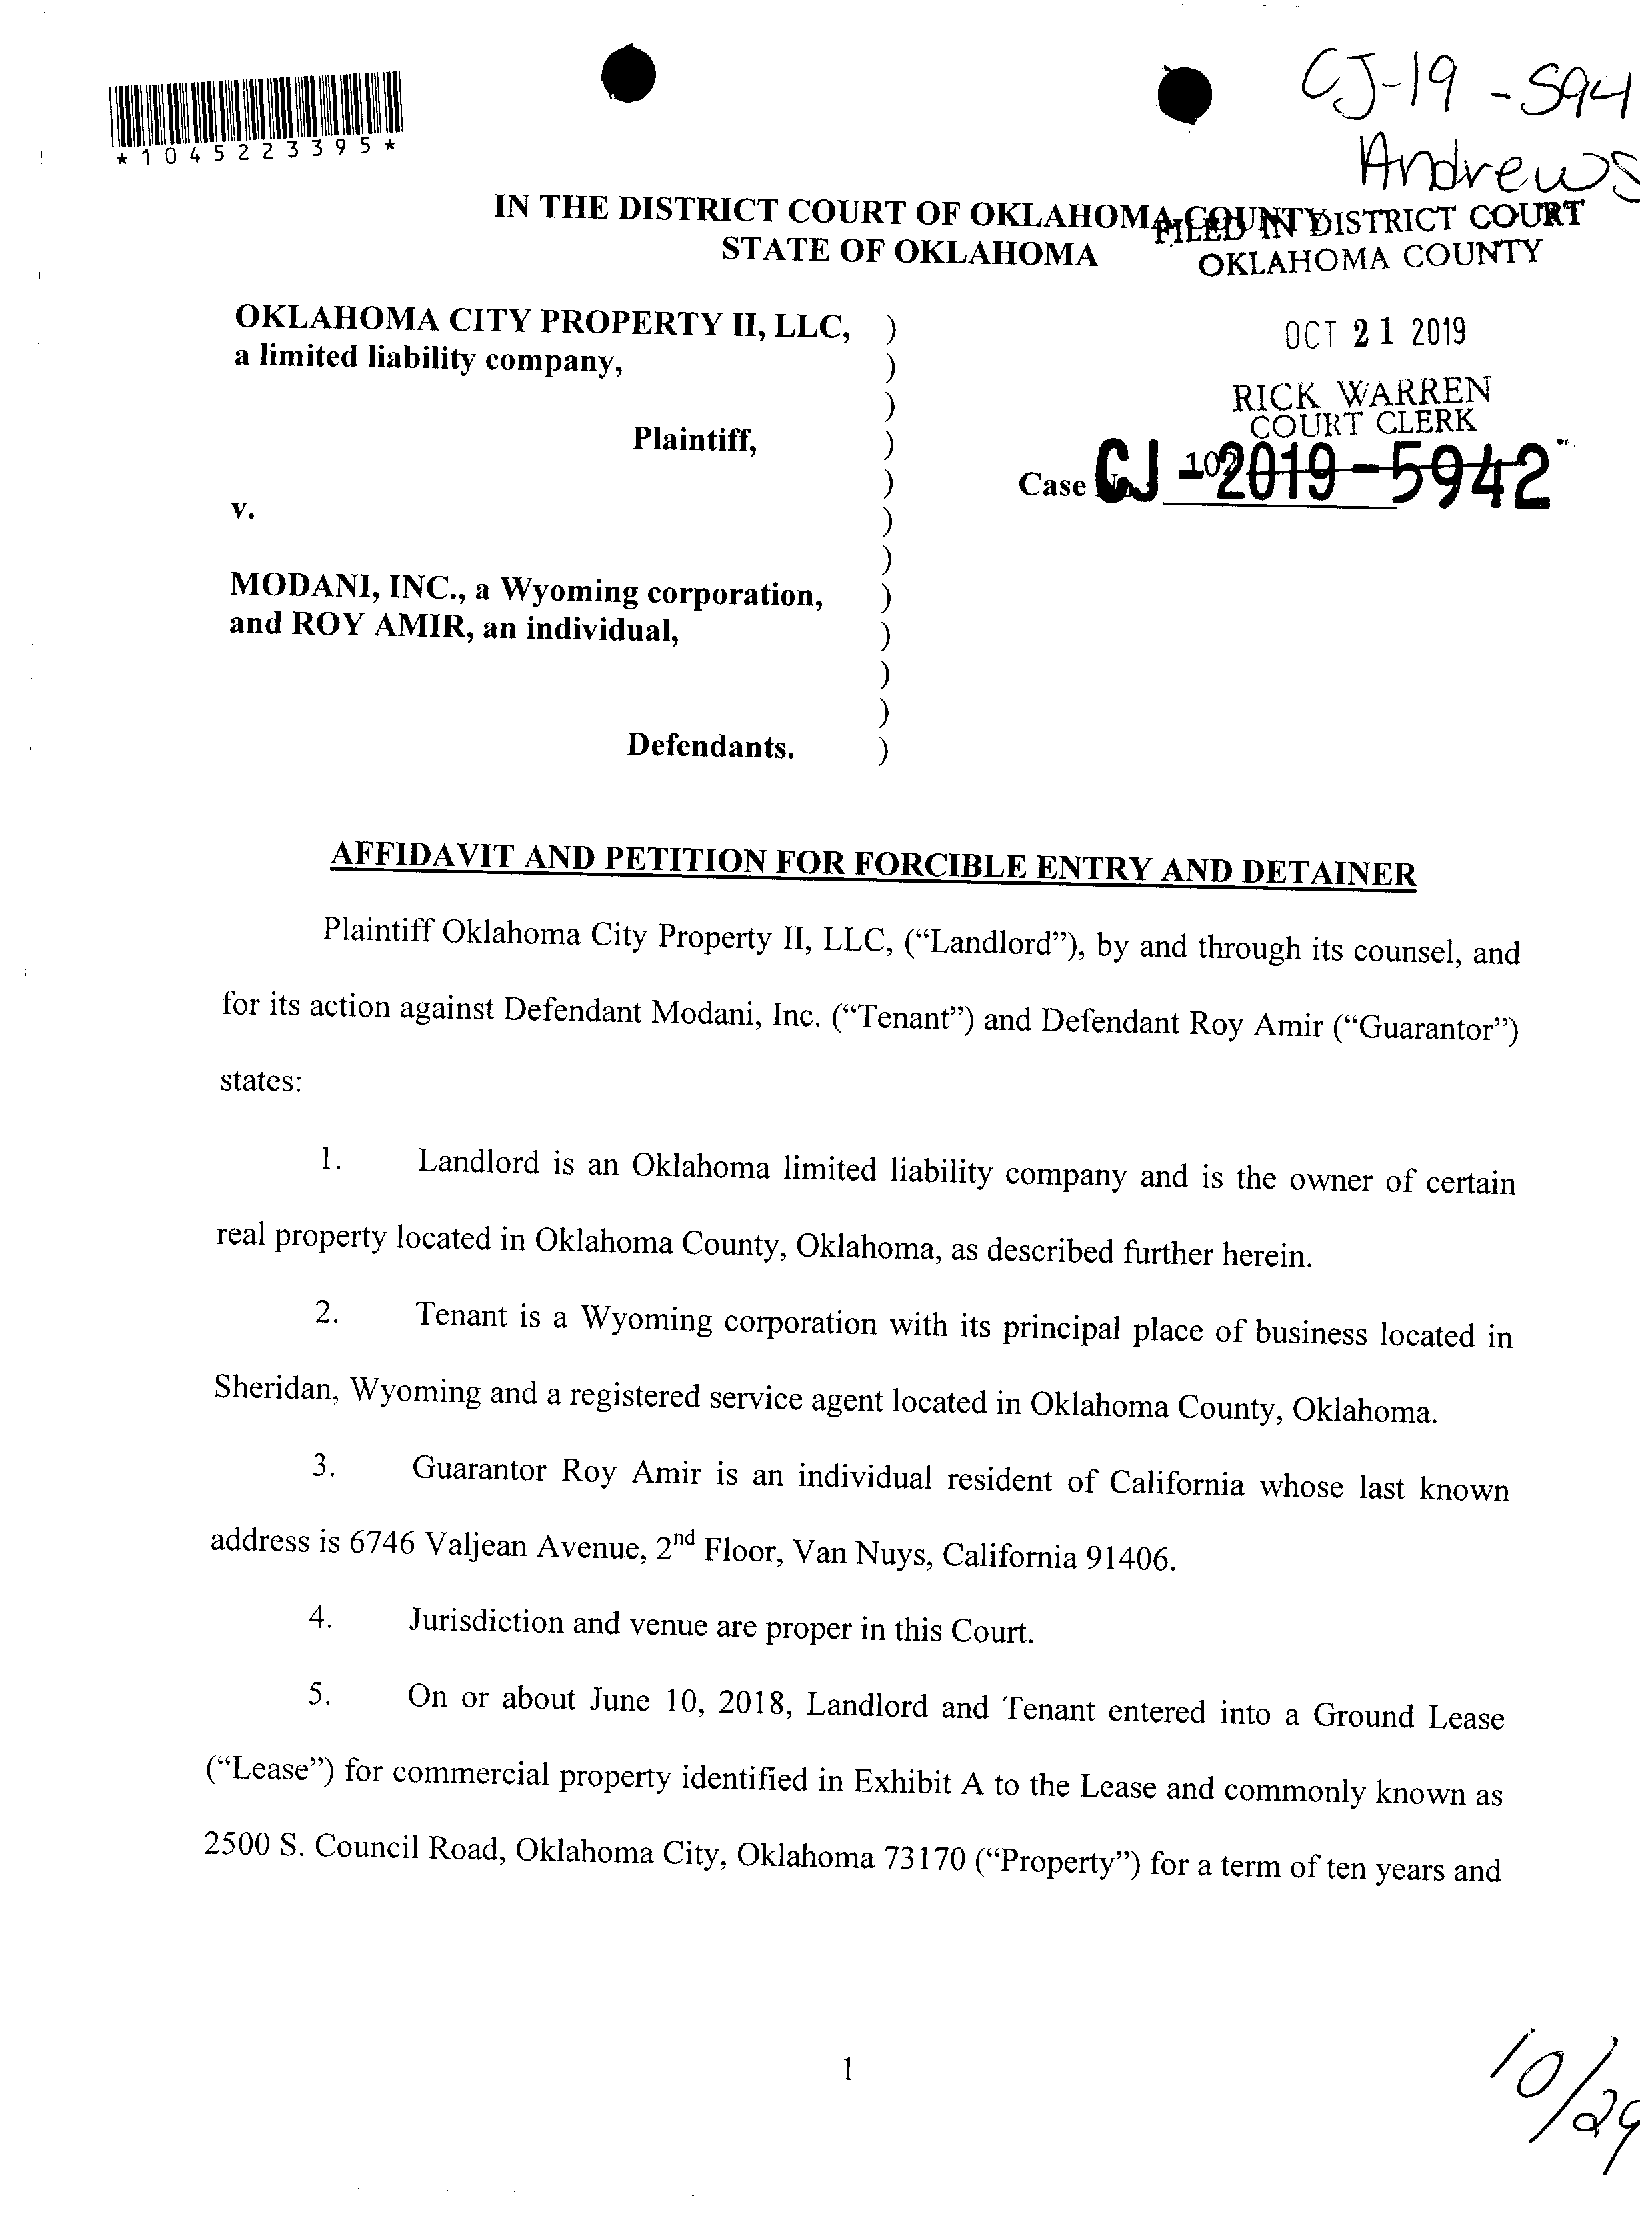 CJ-19-594
Andrews
*1045223395*
IN THE DISTRICT COURT OF OKLAHOMA COUNTY
STATE OF OKLAHOMA
FILED IN DISTRICT COURT
OKLAHOMA COUNTY
OCT 21 2019
RICK WARREN
COURT CLERK
OKLAHOMA CITY PROPERTY II, LLC, )
a limited liability company, )
)
Plaintiff, )
)
v. )
)
MODANI, INC., a Wyoming corporation, )
and ROY AMIR, an individual, )
)
)
Defendants. )
Case CJ-2019-5942
AFFIDAVIT AND PETITION FOR FORCIBLE ENTRY AND DETAINER
Plaintiff Oklahoma City Property II, LLC, (“Landlord”), by and through its counsel, and
for its action against Defendant Modani, Inc. (“Tenant”) and Defendant Roy Amir (“Guarantor”)
states:
1. Landlord is an Oklahoma limited liability company and is the owner of certain
real property located in Oklahoma County, Oklahoma, as described further herein.
2. Tenant is a Wyoming corporation with its principal place of business located in
Sheridan, Wyoming and a registered service agent located in Oklahoma County, Oklahoma.
3. Guarantor Roy Amir is an individual resident of California whose last known
address is 6746 Valjean Avenue, 2nd Floor, Van Nuys, California 91406.
4. Jurisdiction and venue are proper in this Court.
5. On or about June 10, 2018, Landlord and Tenant entered into a Ground Lease
(“Lease”) for commercial property identified in Exhibit A to the Lease and commonly known as
2500 S. Council Road, Oklahoma City, Oklahoma 73170 (“Property”) for a term of ten years and
1
10/29